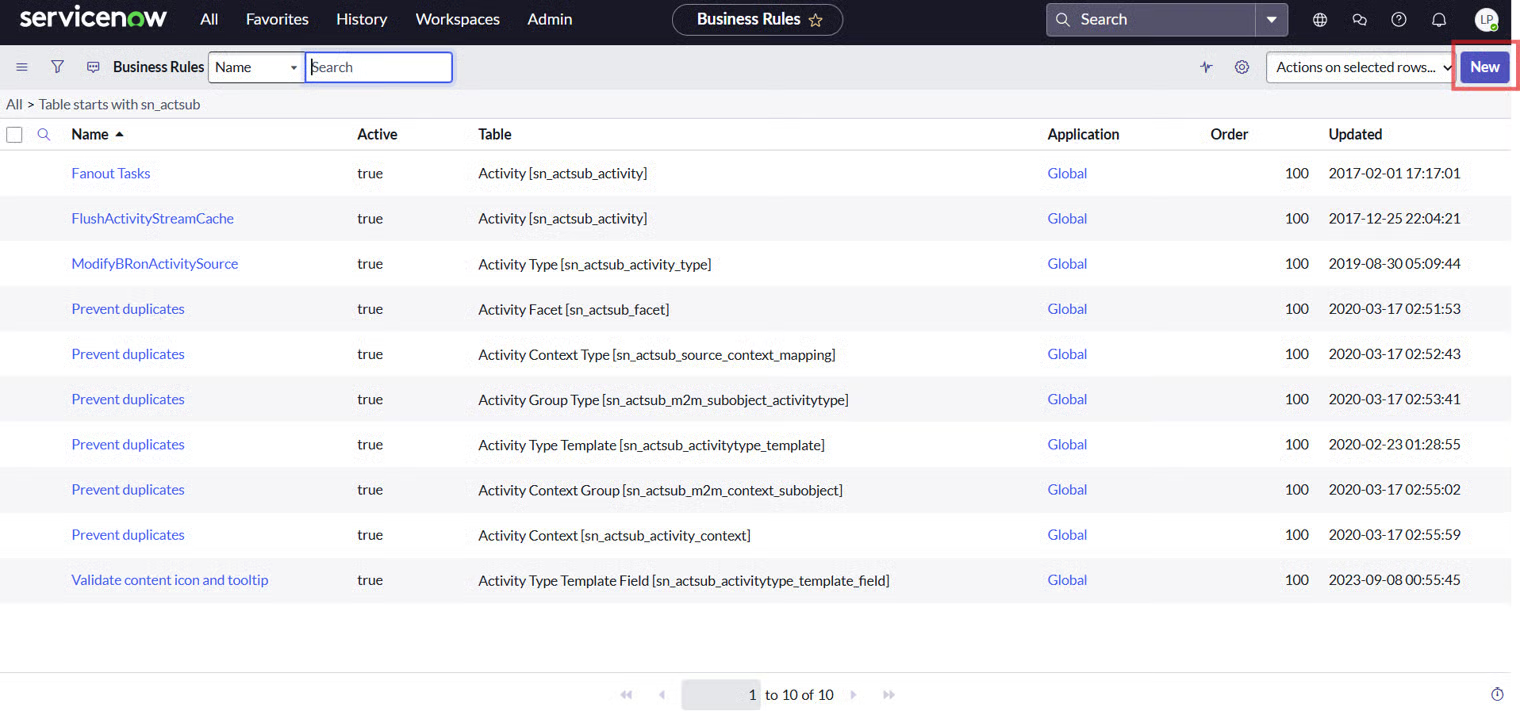 servicenow All Favorites History Workspaces Admin Business Rules Search LP
Business Rules Name Search Actions on selected rows... New
All > Table starts with sn_actsub
Name Active Table Application Order Updated
Fanout Tasks true Activity [sn_actsub_activity] Global 100 2017-02-01 17:17:01
FlushActivityStreamCache true Activity [sn_actsub_activity] Global 100 2017-12-25 22:04:21
ModifyBRonActivitySource true Activity Type [sn_actsub_activity_type] Global 100 2019-08-30 05:09:44
Prevent duplicates true Activity Facet [sn_actsub_facet] Global 100 2020-03-17 02:51:53
Prevent duplicates true Activity Context Type [sn_actsub_source_context_mapping] Global 100 2020-03-17 02:52:43
Prevent duplicates true Activity Group Type [sn_actsub_m2m_subobject_activitytype] Global 100 2020-03-17 02:53:41
Prevent duplicates true Activity Type Template [sn_actsub_activitytype_template] Global 100 2020-02-23 01:28:55
Prevent duplicates true Activity Context Group [sn_actsub_m2m_context_subobject] Global 100 2020-03-17 02:55:02
Prevent duplicates true Activity Context [sn_actsub_activity_context] Global 100 2020-03-17 02:55:59
Validate content icon and tooltip true Activity Type Template Field [sn_actsub_activitytype_template_field] Global 100 2023-09-08 00:55:45
1 to 10 of 10